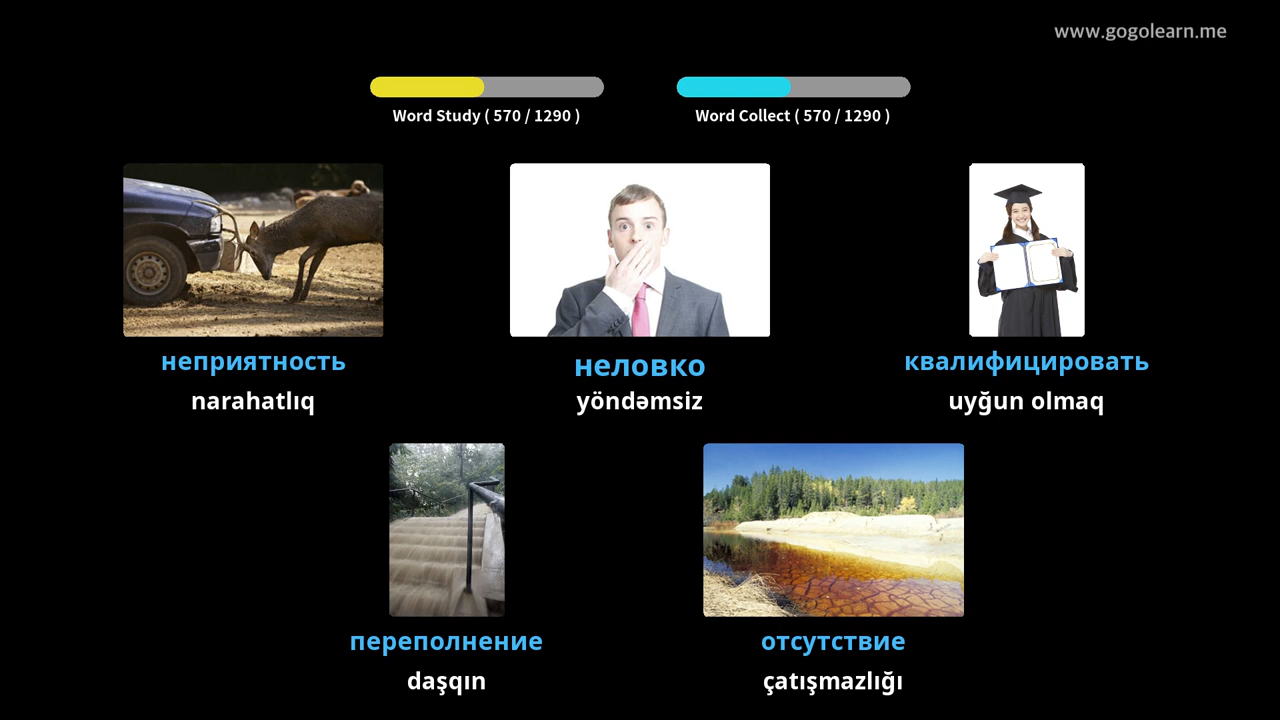 www.gogolearn.me
Word Study ( 570 / 1290 )
Word Collect ( 570 / 1290 )
неприятность
narahatlıq
неловко
yöndəmsiz
квалифицировать
uyğun olmaq
переполнение
daşqın
отсутствие
çatışmazlığı